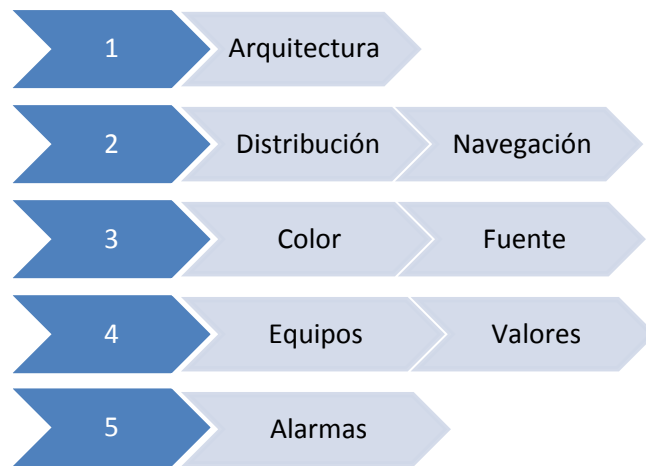 1 Arquitectura
2 Distribución Navegación
3 Color Fuente
4 Equipos Valores
5 Alarmas